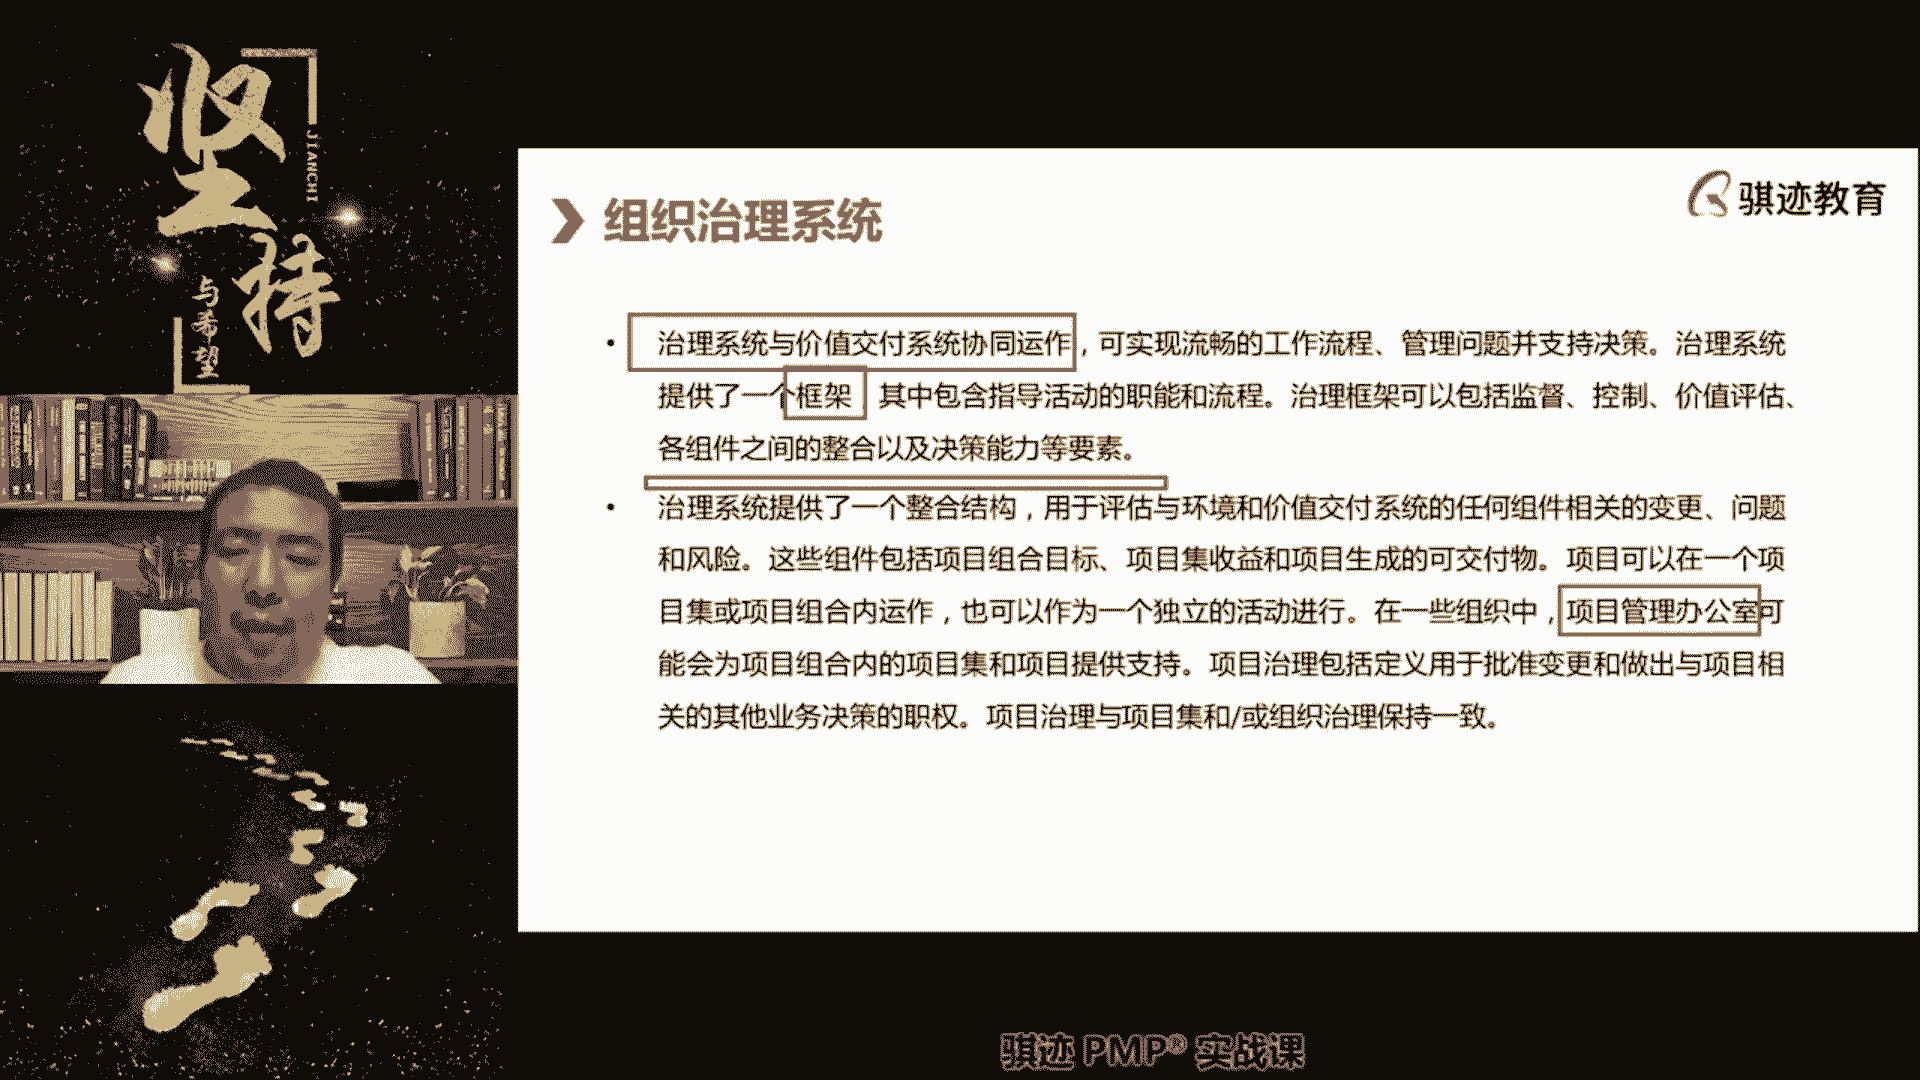 坚持
JIANCHI
与希望
骐迹教育
组织治理系统
• 治理系统与价值交付系统协同运作，可实现流畅的工作流程、管理问题并支持决策。治理系统
提供了一个框架 其中包含指导活动的职能和流程。治理框架可以包括监督、控制、价值评估、
各组件之间的整合以及决策能力等要素。
• 治理系统提供了一个整合结构，用于评估与环境和价值交付系统的任何组件相关的变更、问题
和风险。这些组件包括项目组合目标、项目集收益和项目生成的可交付物。项目可以在一个项
目集或项目组合内运作，也可以作为一个独立的活动进行。在一些组织中，项目管理办公室可
能会为项目组合内的项目集和项目提供支持。项目治理包括定义用于批准变更和做出与项目相
关的其他业务决策的职权。项目治理与项目集和/或组织治理保持一致。
骐迹 PMP® 实战课